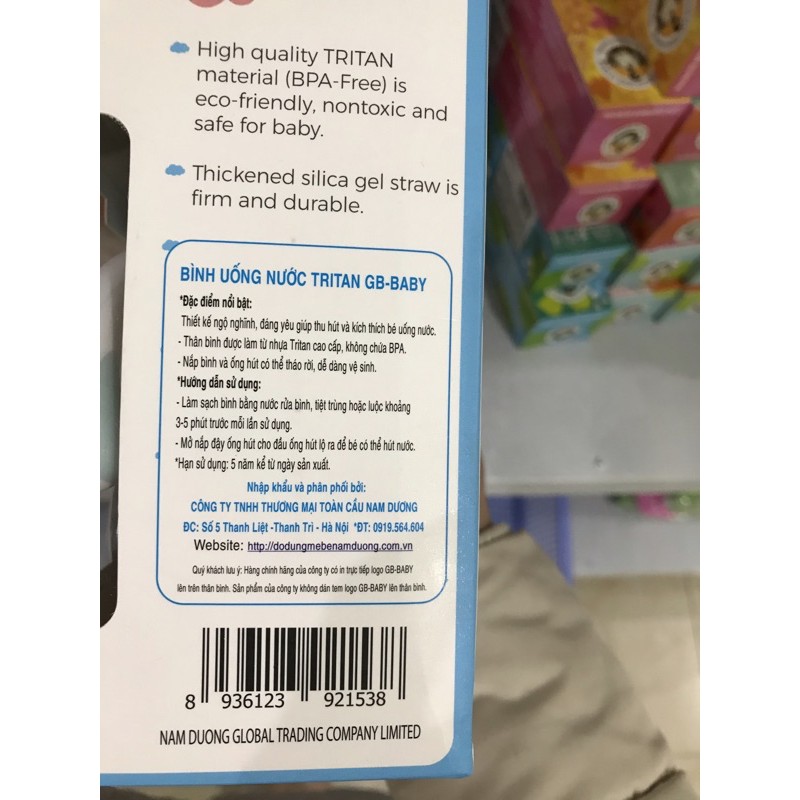 High quality TRITAN
material (BPA-Free) is
eco-friendly, nontoxic and
safe for baby.
Thickened silica gel straw is
firm and durable.
BÌNH UỐNG NƯỚC TRITAN GB-BABY
*Đặc điểm nổi bật:
Thiết kế ngộ nghĩnh, đáng yêu giúp thu hút và kích thích bé uống nước.
- Thân bình được làm từ nhựa Tritan cao cấp, không chứa BPA.
- Nắp bình và ống hút có thể tháo rời, dễ dàng vệ sinh.
*Hướng dẫn sử dụng:
- Làm sạch bình bằng nước rửa bình, tiệt trùng hoặc luộc khoảng
3-5 phút trước mỗi lần sử dụng.
- Mở nắp đậy ống hút cho đầu ống hút lộ ra để bé có thể hút nước.
*Hạn sử dụng: 5 năm kể từ ngày sản xuất.
Nhập khẩu và phân phối bởi:
CÔNG TY TNHH THƯƠNG MẠI TOÀN CẦU NAM DƯƠNG
ĐC: Số 5 Thanh Liệt -Thanh Trì - Hà Nội *ĐT: 0919.564.604
Website: http://dodungmebenamduong.com.vn
Quý khách lưu ý: Hàng chính hãng của công ty có in trực tiếp logo GB-BABY
lên trên thân bình. Sản phẩm của công ty không dán tem logo GB-BABY lên thân bình.
8 936123 921538
NAM DUONG GLOBAL TRADING COMPANY LIMITED